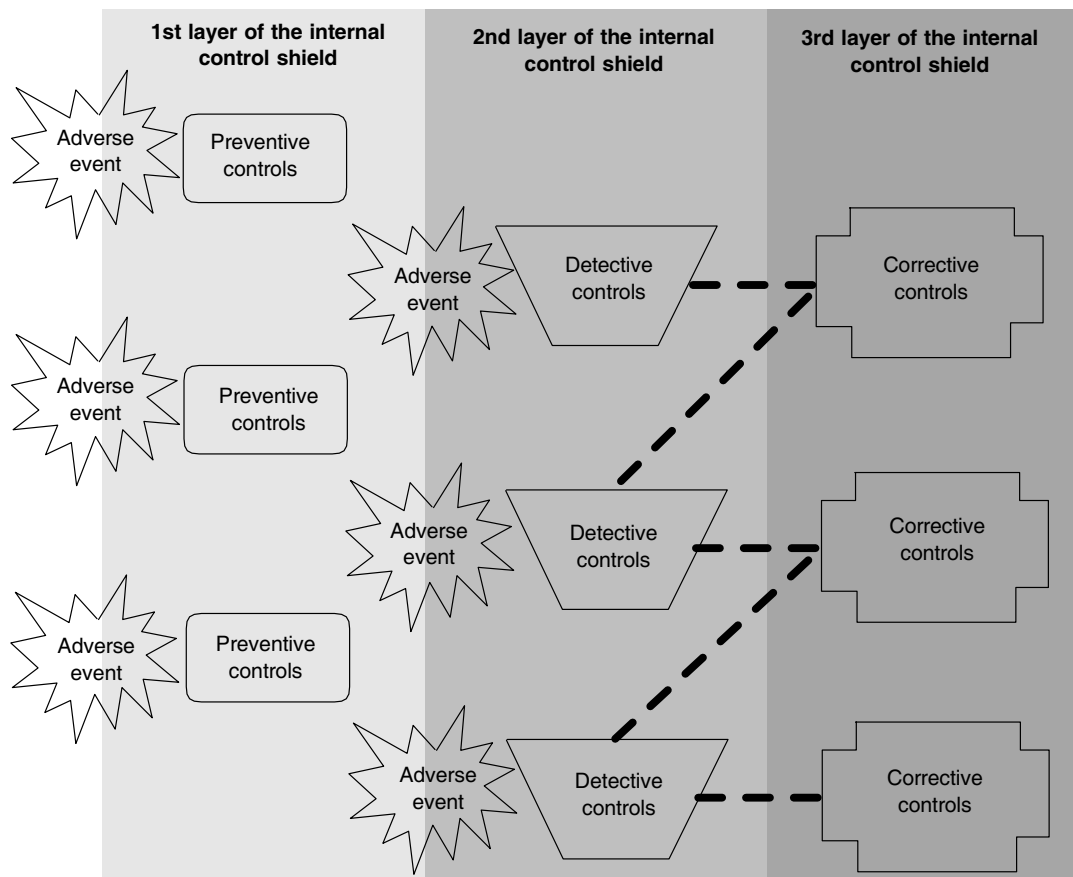 1st layer of the internal
control shield
2nd layer of the internal
control shield
3rd layer of the internal
control shield
Adverse
event
Preventive
controls
Adverse
event
Detective
controls
Corrective
controls
Adverse
event
Preventive
controls
Adverse
event
Detective
controls
Corrective
controls
Adverse
event
Preventive
controls
Adverse
event
Detective
controls
Corrective
controls